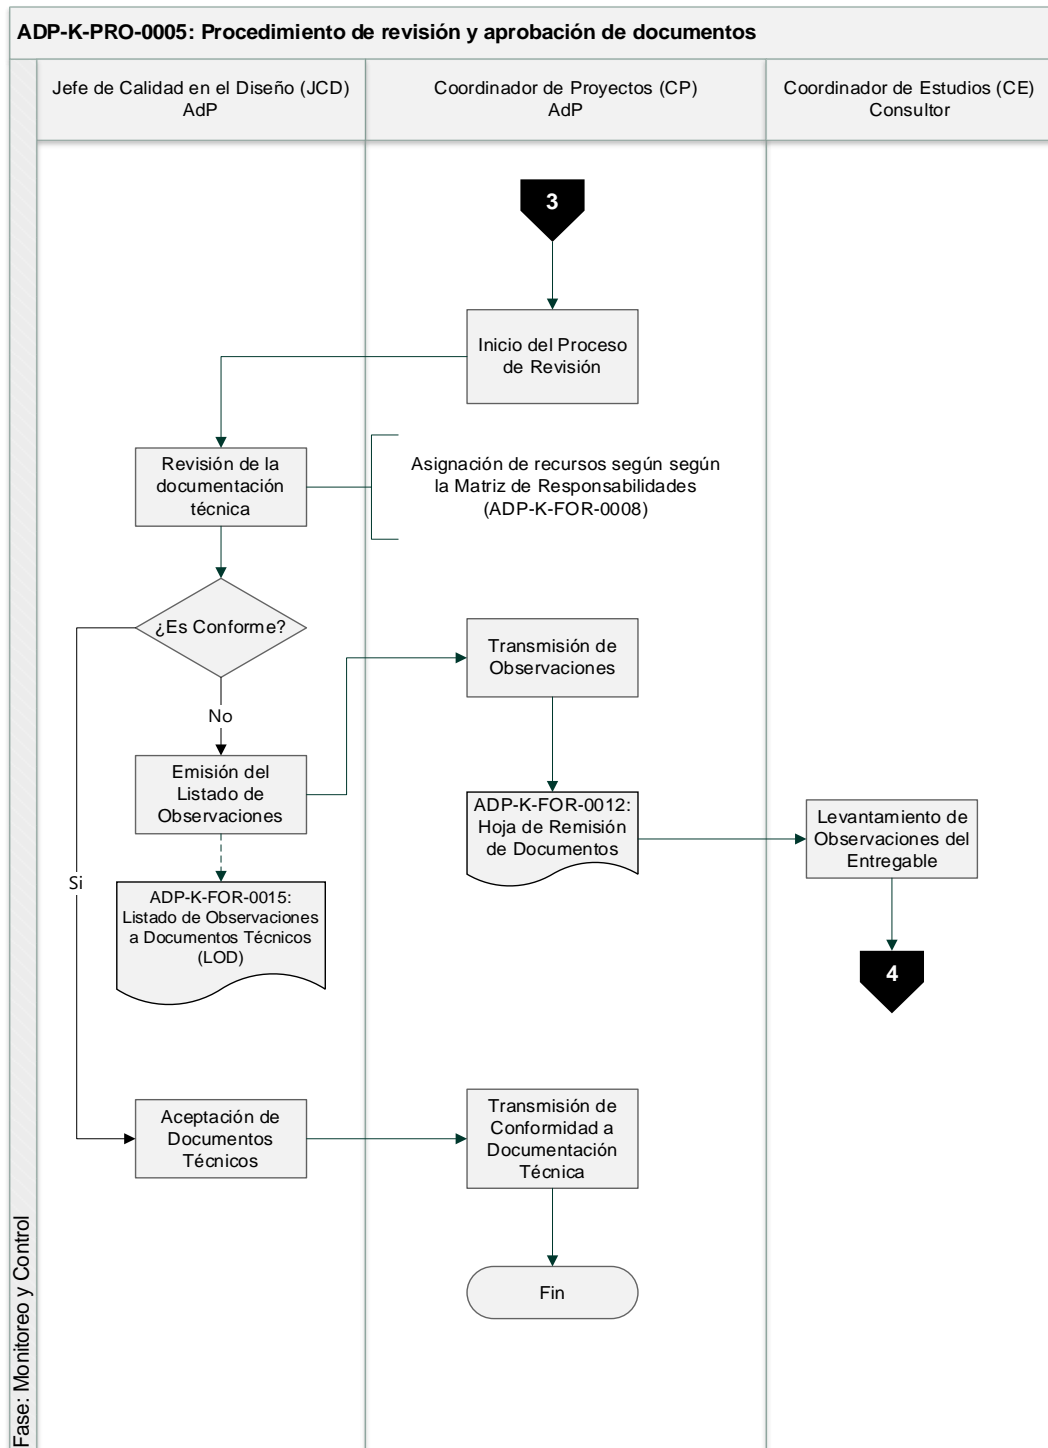 ADP-K-PRO-0005: Procedimiento de revisión y aprobación de documentos
Jefe de Calidad en el Diseño (JCD)
AdP
Coordinador de Proyectos (CP)
AdP
Coordinador de Estudios (CE)
Consultor
3
Inicio del Proceso
de Revisión
Revisión de la
documentación
técnica
Asignación de recursos según según
la Matriz de Responsabilidades
(ADP-K-FOR-0008)
¿Es Conforme?
Transmisión de
Observaciones
No
Emisión del
Listado de
Observaciones
ADP-K-FOR-0012:
Hoja de Remisión
de Documentos
Levantamiento de
Observaciones del
Entregable
Si
ADP-K-FOR-0015:
Listado de Observaciones
a Documentos Técnicos
(LOD)
4
Aceptación de
Documentos
Técnicos
Transmisión de
Conformidad a
Documentación
Técnica
Fin
Fase: Monitoreo y Control